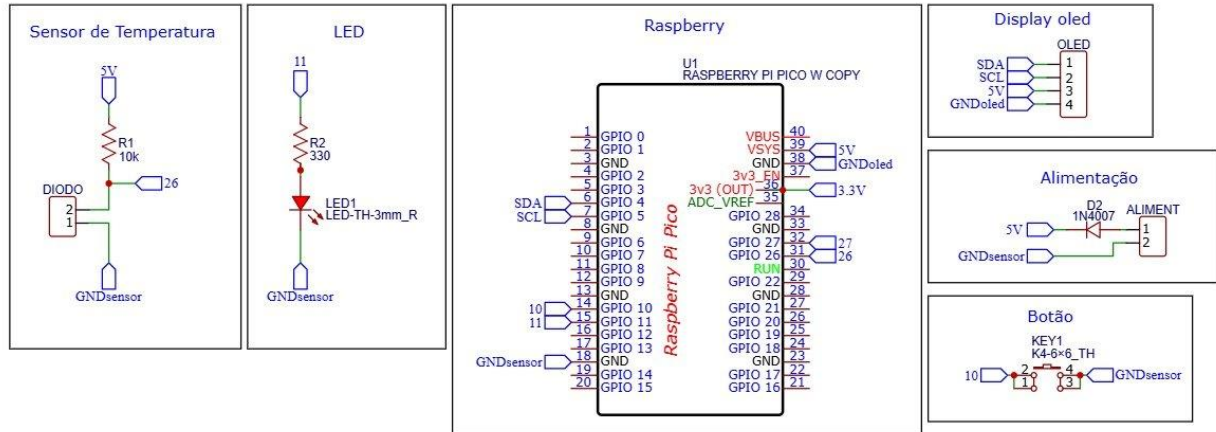 Sensor de Temperatura
5V
R1
10k
26
DIODO
2
1
GNDsensor
LED
11
R2
330
LED1
LED-TH-3mm_R
GNDsensor
Raspberry
U1
RASPBERRY PI PICO W COPY
Raspberry Pi Pico
1 GPIO 0
2 GPIO 1
3 GND
4 GPIO 2
5 GPIO 3
SDA 6 GPIO 4
SCL 7 GPIO 5
8 GND
9 GPIO 6
10 GPIO 7
11 GPIO 8
12 GPIO 9
13 GND
10 14 GPIO 10
11 15 GPIO 11
16 GPIO 12
17 GPIO 13
GNDsensor 18 GND
19 GPIO 14
20 GPIO 15
VBUS 40
VSYS 39 5V
GND 38 GNDoled
3v3_EN 37
3v3 (OUT) 36 3.3V
ADC_VREF 35
GPIO 28 34
GND 33
GPIO 27 32 27
GPIO 26 31 26
RUN 30
GPIO 22 29
GND 28
GPIO 21 27
GPIO 20 26
GPIO 19 25
GPIO 18 24
GND 23
GPIO 17 22
GPIO 16 21
Display oled
OLED
SDA 1
SCL 2
5V 3
GNDoled 4
Alimentação
D2
1N4007
ALIMENT
5V 1
GNDsensor 2
Botão
KEY1
K4-6×6_TH
10 2 4 GNDsensor
1 3